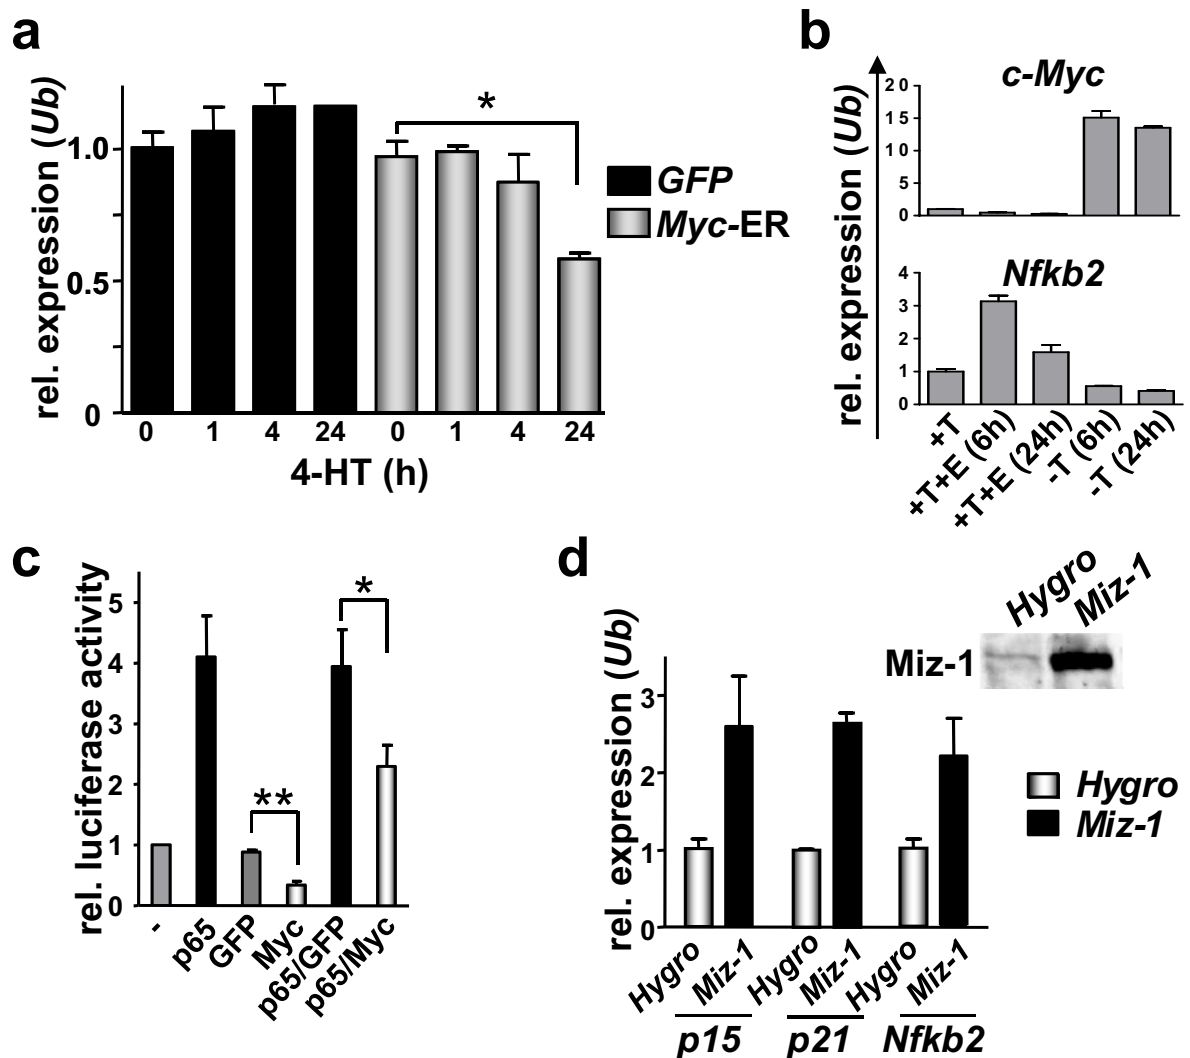 a
rel. expression (Ub)
1.0
0.5
0
*
GFP
Myc-ER
0 1 4 24 0 1 4 24
4-HT (h)
b
rel. expression (Ub)
c-Myc
20
15
10
5
0
Nfkb2
4
3
2
1
0
+T
+T+E (6h)
+T+E (24h)
-T (6h)
-T (24h)
c
rel. luciferase activity
5
4
3
2
1
0
**
*
-
p65
GFP
Myc
p65/GFP
p65/Myc
d
Hygro
Miz-1
Miz-1
rel. expression (Ub)
3
2
1
0
Hygro
Miz-1
Hygro
Miz-1
Hygro
Miz-1
Hygro
Miz-1
p15 p21 Nfkb2